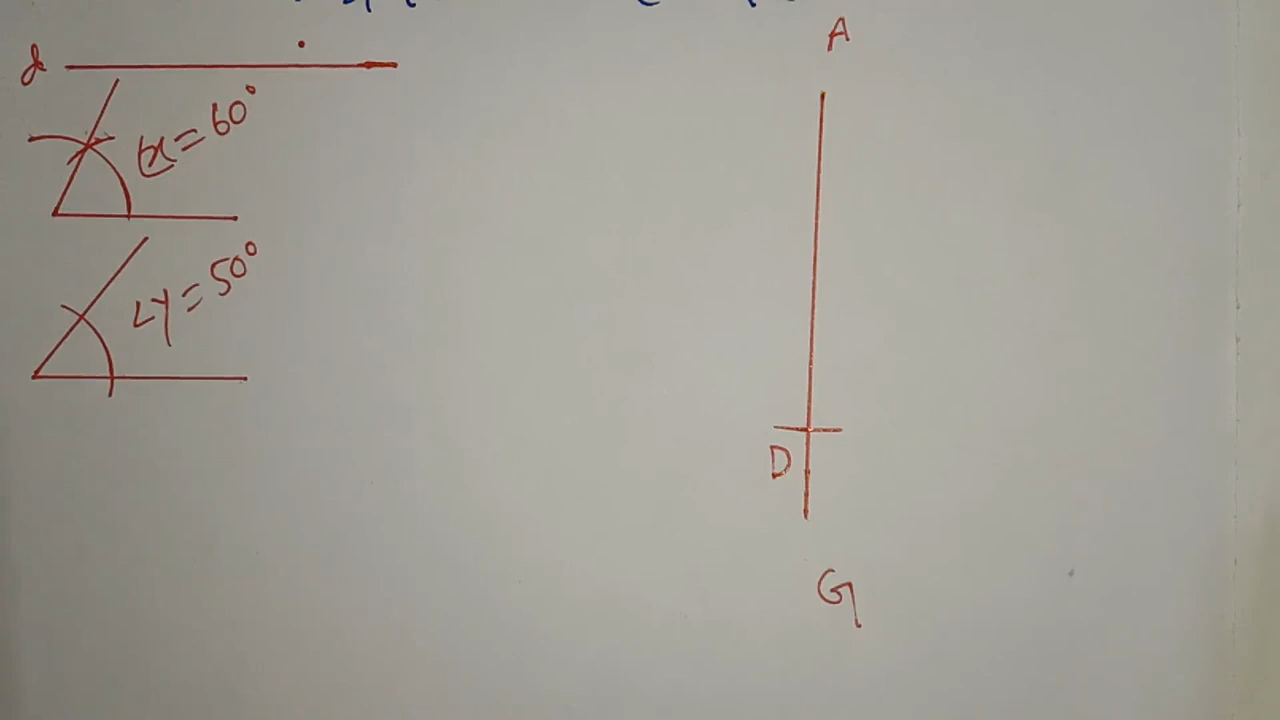 d
∠x = 60°
∠y = 50°
A
D
G